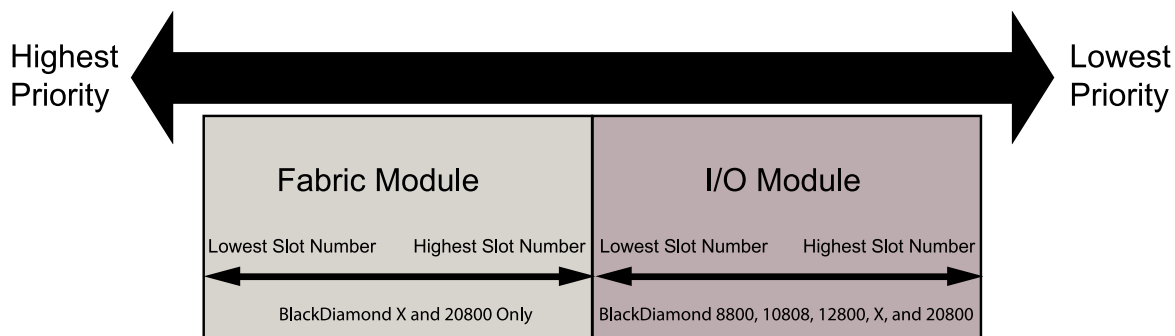 Highest
Priority
Lowest
Priority
Fabric Module
I/O Module
Lowest Slot Number
Highest Slot Number
Lowest Slot Number
Highest Slot Number
BlackDiamond X and 20800 Only
BlackDiamond 8800, 10808, 12800, X, and 20800